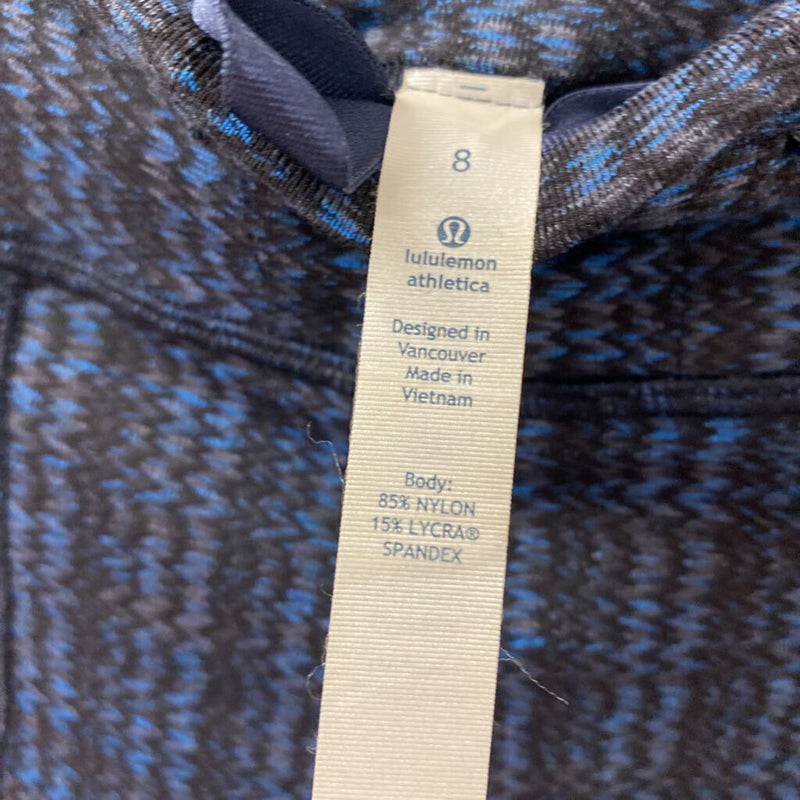 8
lululemon
athletica
Designed in
Vancouver
Made in
Vietnam
Body:
85% NYLON
15% LYCRA®
SPANDEX